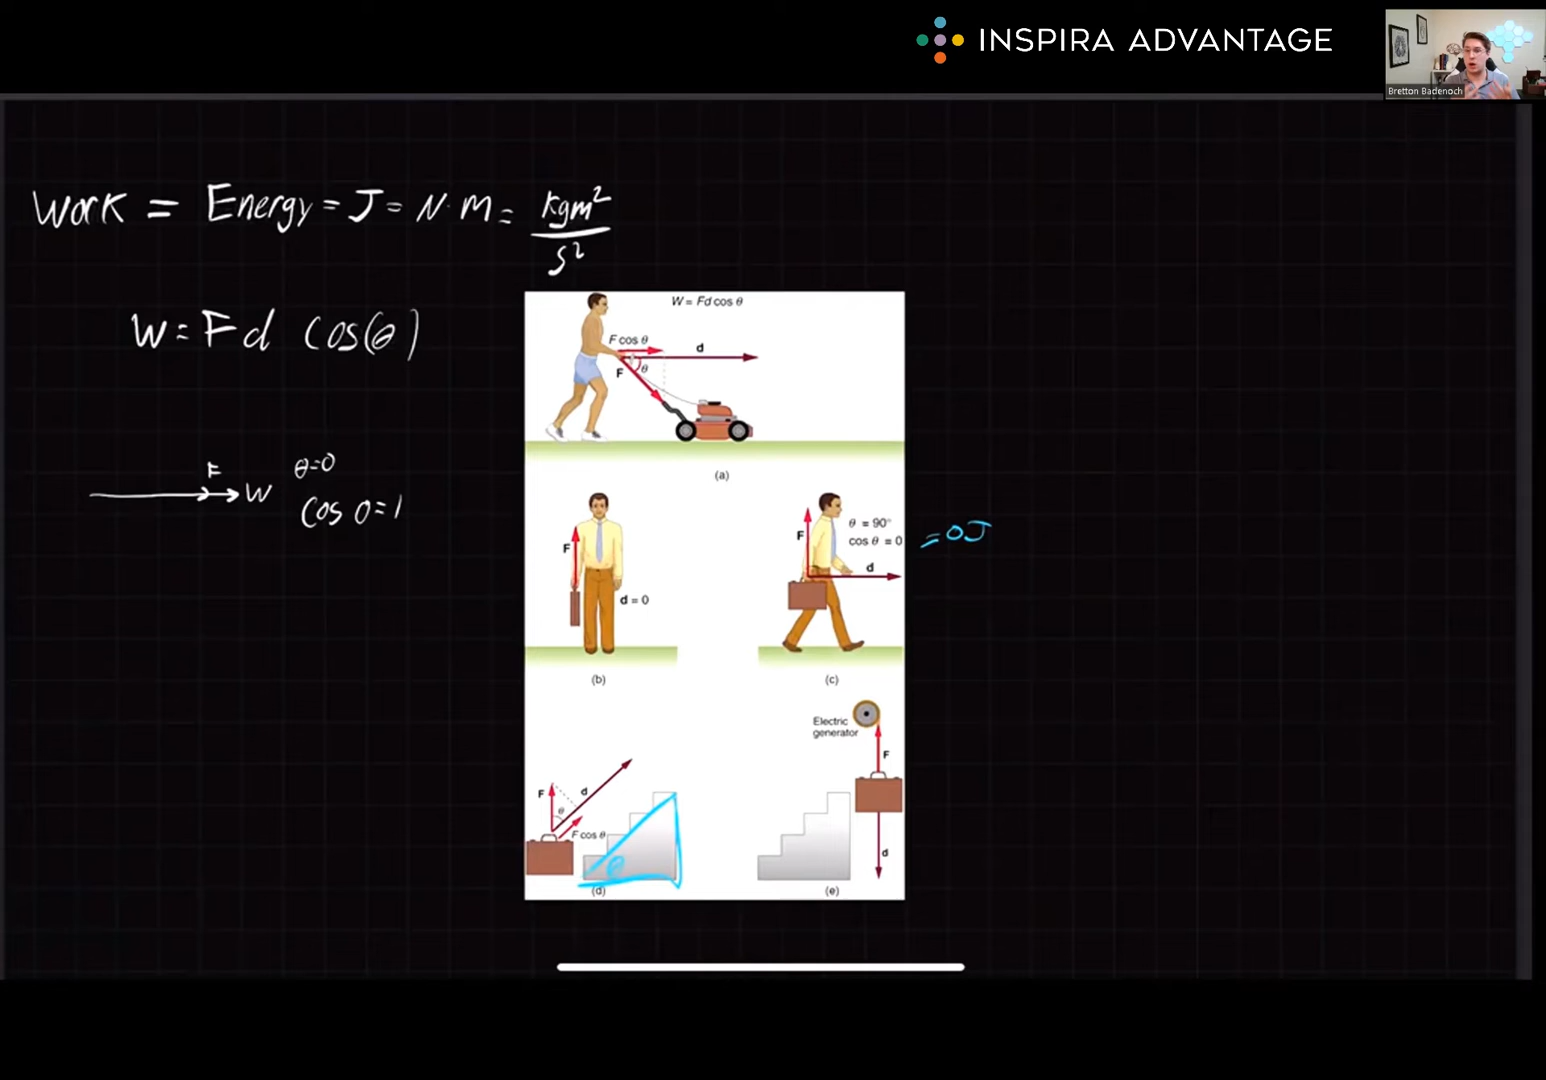 INSPIRA ADVANTAGE
Bretton Badenoch
Work = Energy = J = N·m = kgm²
s²
W = Fd cos(θ)
W = Fd cos θ
F cos θ
d
F
θ
(a)
F
W
θ=0
cos 0=1
F
d = 0
(b)
θ = 90°
cos θ = 0
F
d
(c)
=0J
Electric
generator
F
F
d
θ
F cos θ
θ
(d)
d
(e)